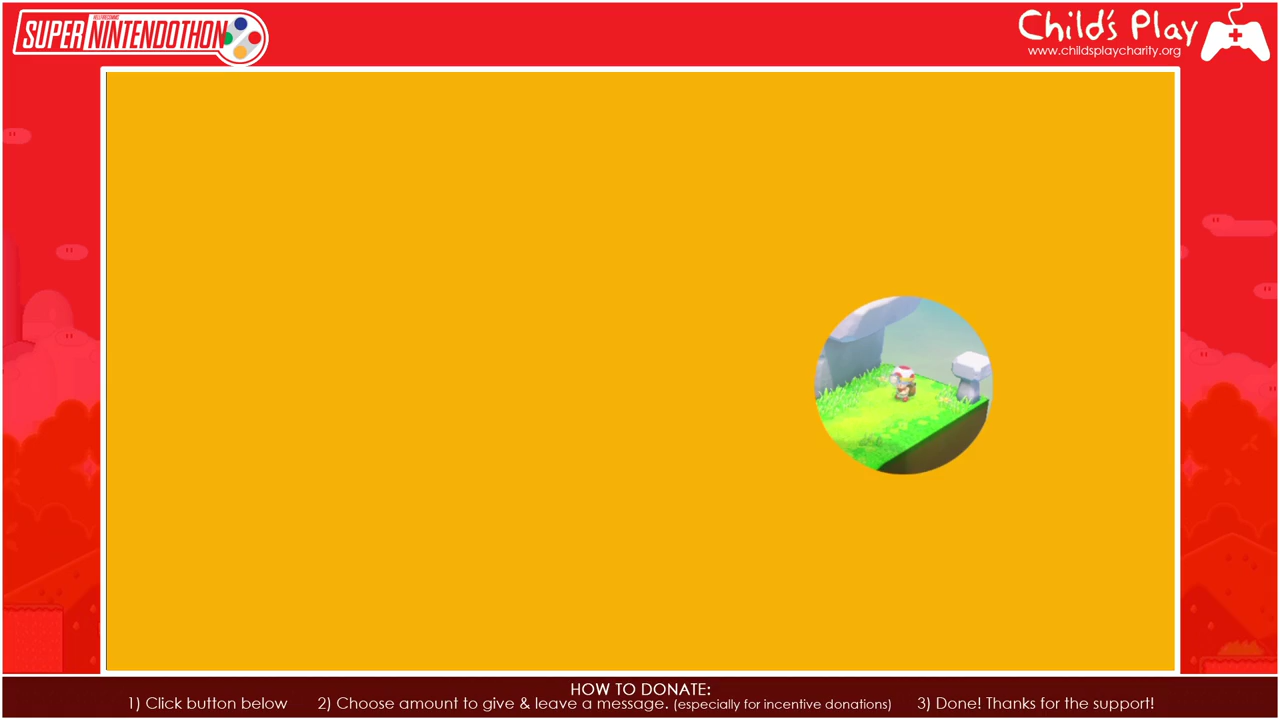 SUPER NINTENDOTHON
Child's Play
www.childsplaycharity.org
HOW TO DONATE:
1) Click button below 2) Choose amount to give & leave a message. (especially for incentive donations) 3) Done! Thanks for the support!